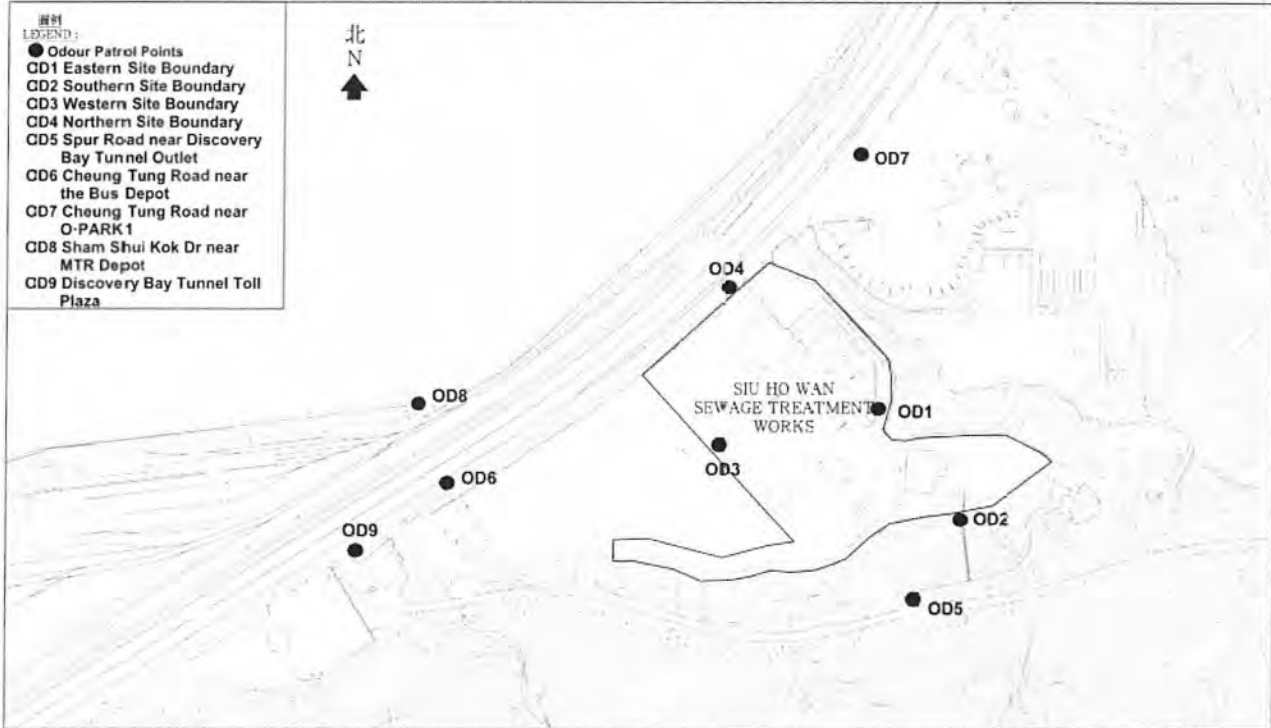 圖例
LEGEND :
Odour Patrol Points
OD1 Eastern Site Boundary
OD2 Southern Site Boundary
OD3 Western Site Boundary
OD4 Northern Site Boundary
OD5 Spur Road near Discovery
Bay Tunnel Outlet
OD6 Cheung Tung Road near
the Bus Depot
OD7 Cheung Tung Road near
O·PARK1
OD8 Sham Shui Kok Dr near
MTR Depot
OD9 Discovery Bay Tunnel Toll
Plaza
北
N
OD7
OD4
OD8
SIU HO WAN
SEWAGE TREATMENT
WORKS
OD1
OD3
OD6
OD2
OD9
OD5